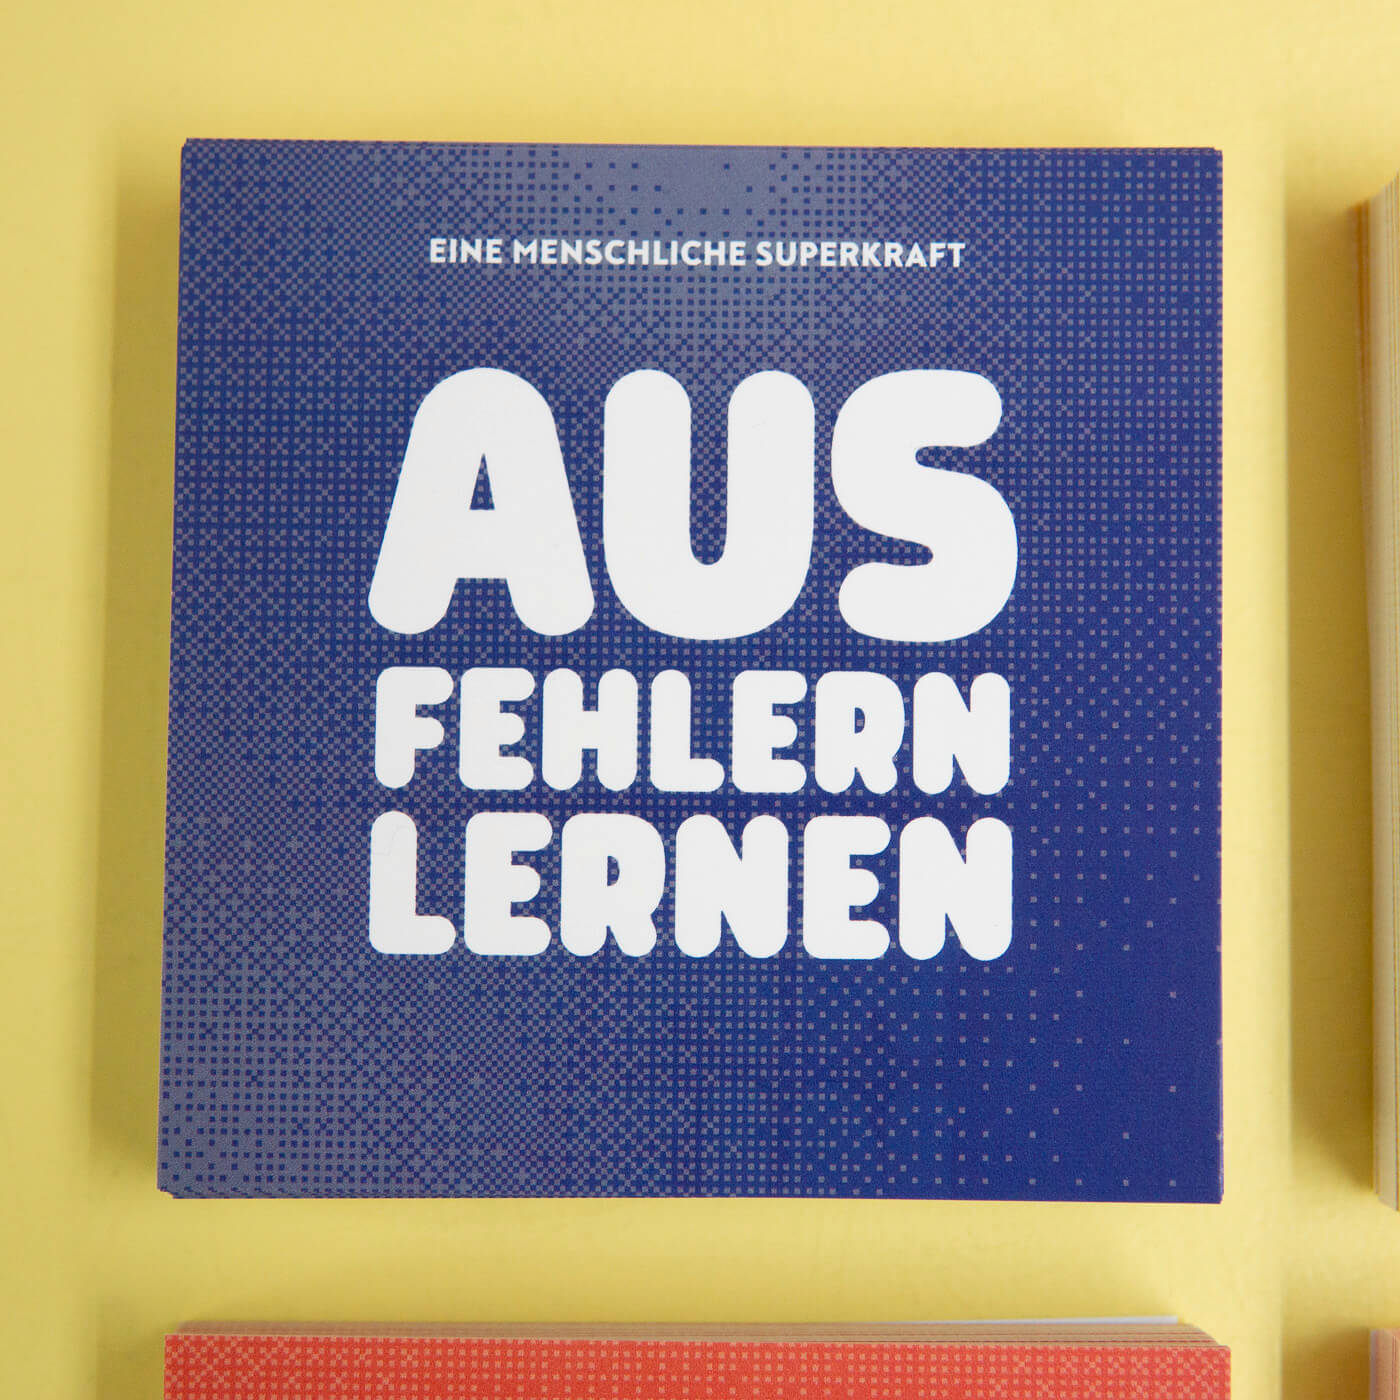 EINE MENSCHLICHE SUPERKRAFT
AUS
FEHLERN
LERNEN